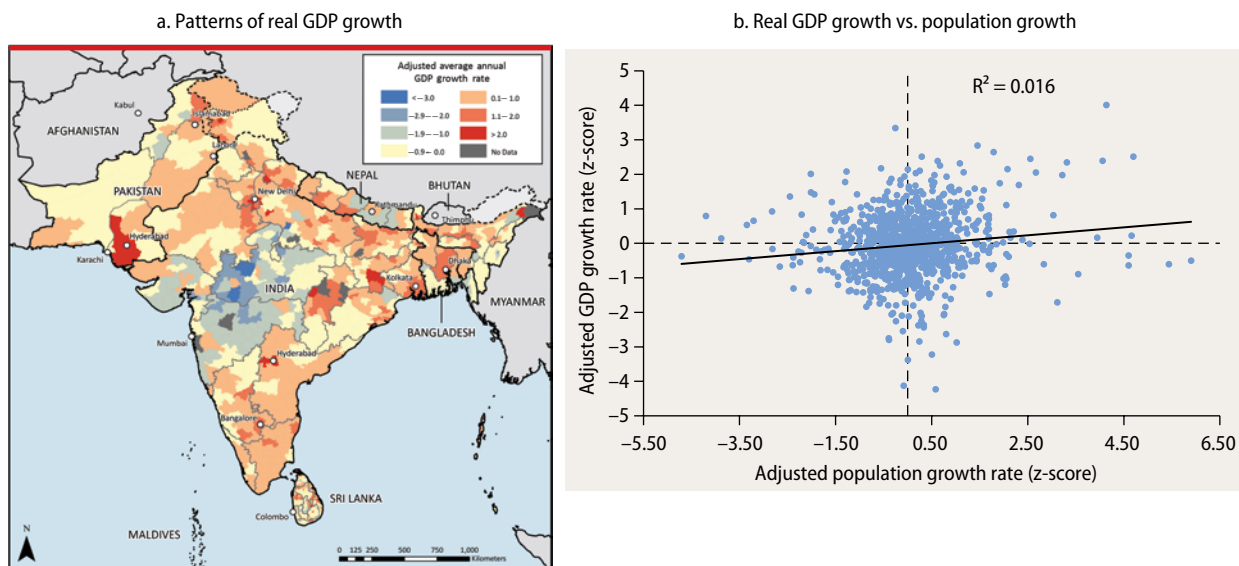 a. Patterns of real GDP growth
Adjusted average annual
GDP growth rate
<–3.0
–2.9––2.0
–1.9––1.0
–0.9–0.0
0.1–1.0
1.1–2.0
>2.0
No Data
Kabul
AFGHANISTAN
Islamabad
Lahore
PAKISTAN
New Delhi
NEPAL
Kathmandu
BHUTAN
Thimphu
Hyderabad
Karachi
INDIA
Kolkata
Dhaka
BANGLADESH
MYANMAR
Mumbai
Hyderabad
Bangalore
SRI LANKA
Colombo
MALDIVES
N
0 125 250 500 750 1,000
Kilometers
b. Real GDP growth vs. population growth
R² = 0.016
Adjusted GDP growth rate (z-score)
5
4
3
2
1
0
–1
–2
–3
–4
–5
–5.50 –3.50 –1.50 0.50 2.50 4.50 6.50
Adjusted population growth rate (z-score)